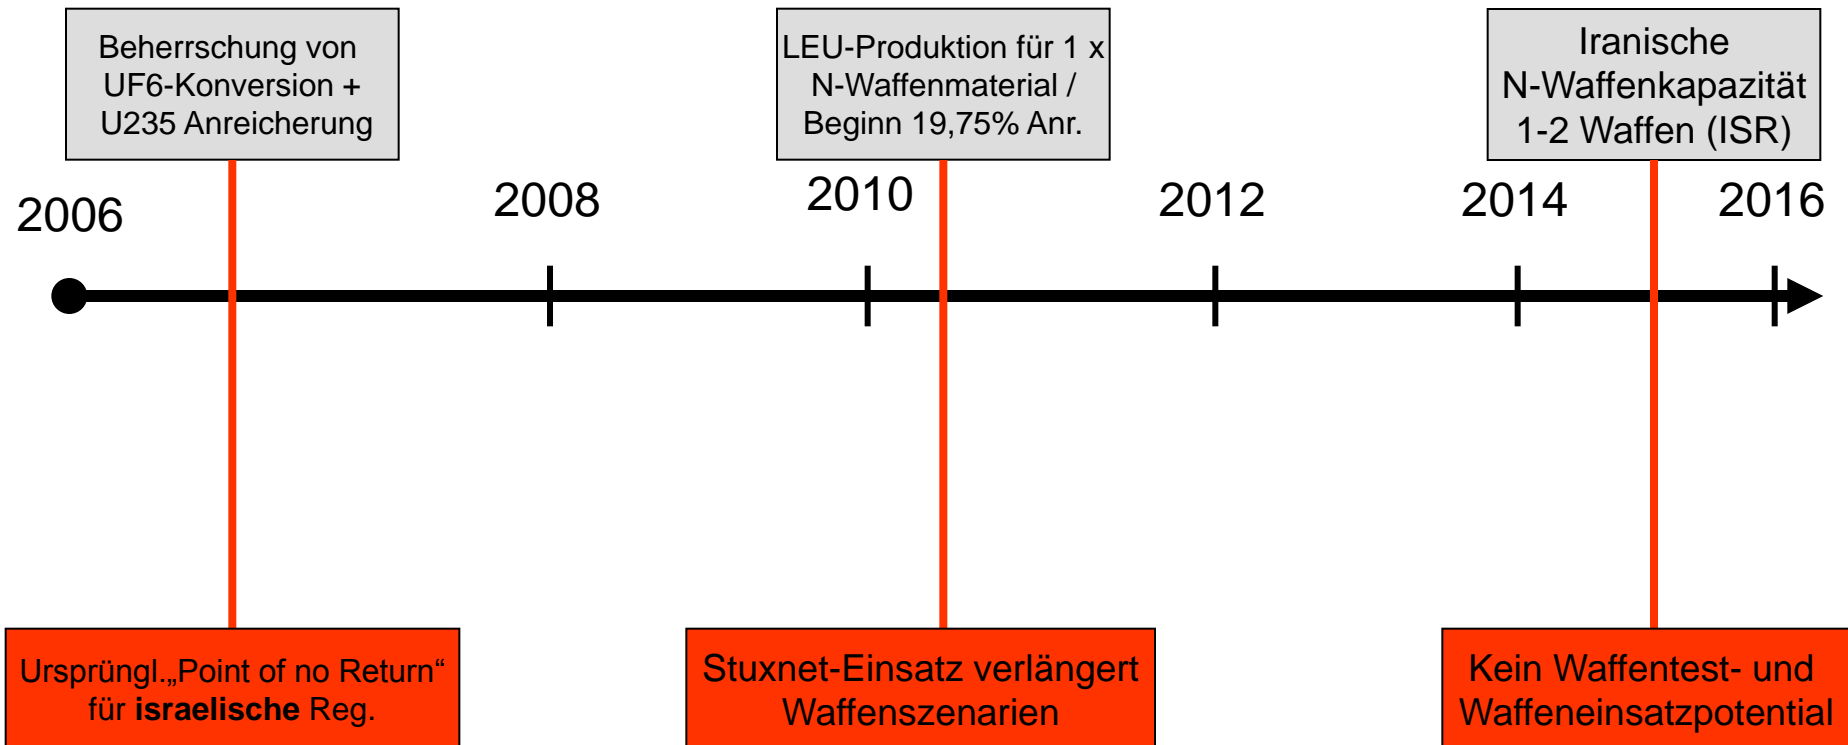 Beherrschung von
UF6-Konversion +
U235 Anreicherung
LEU-Produktion für 1 x
N-Waffenmaterial /
Beginn 19,75% Anr.
Iranische
N-Waffenkapazität
1-2 Waffen (ISR)
2006
2008
2010
2012
2014
2016
Ursprüngl.„Point of no Return“
für israelische Reg.
Stuxnet-Einsatz verlängert
Waffenszenarien
Kein Waffentest- und
Waffeneinsatzpotential